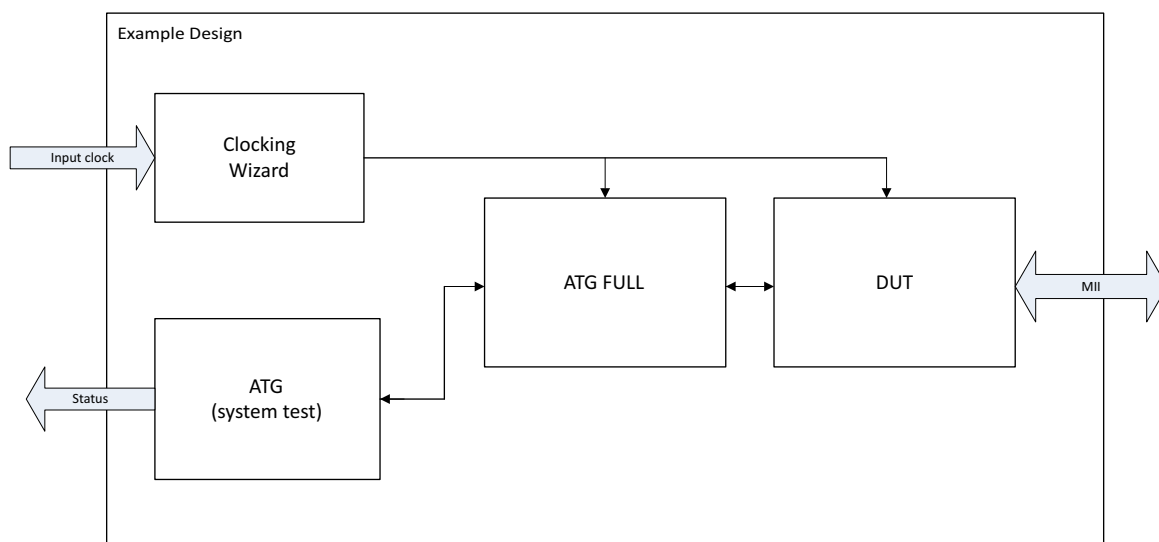 Example Design
Clocking
Wizard
Input clock
ATG FULL
DUT
MII
ATG
(system test)
Status